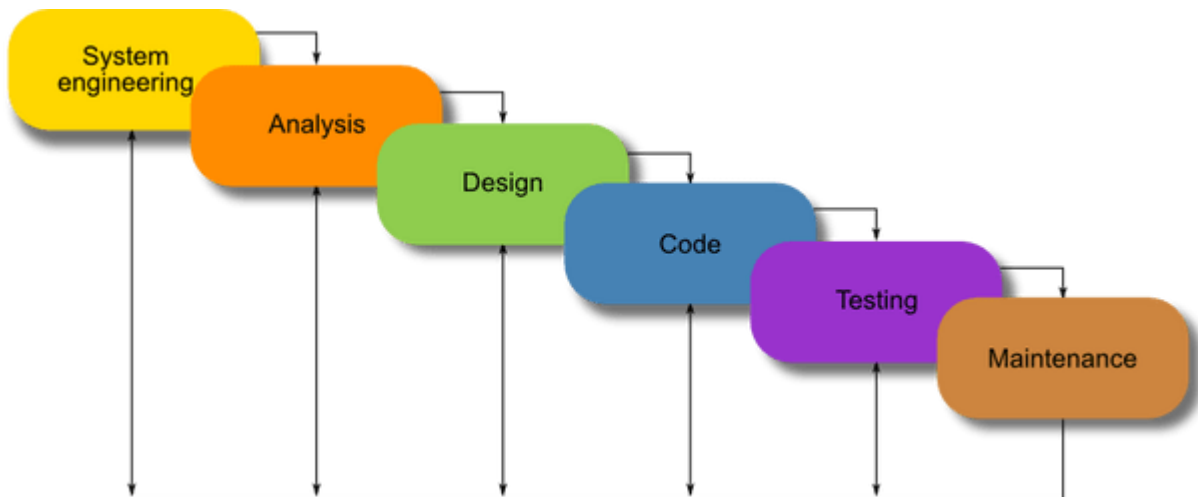 System
engineering
Analysis
Design
Code
Testing
Maintenance